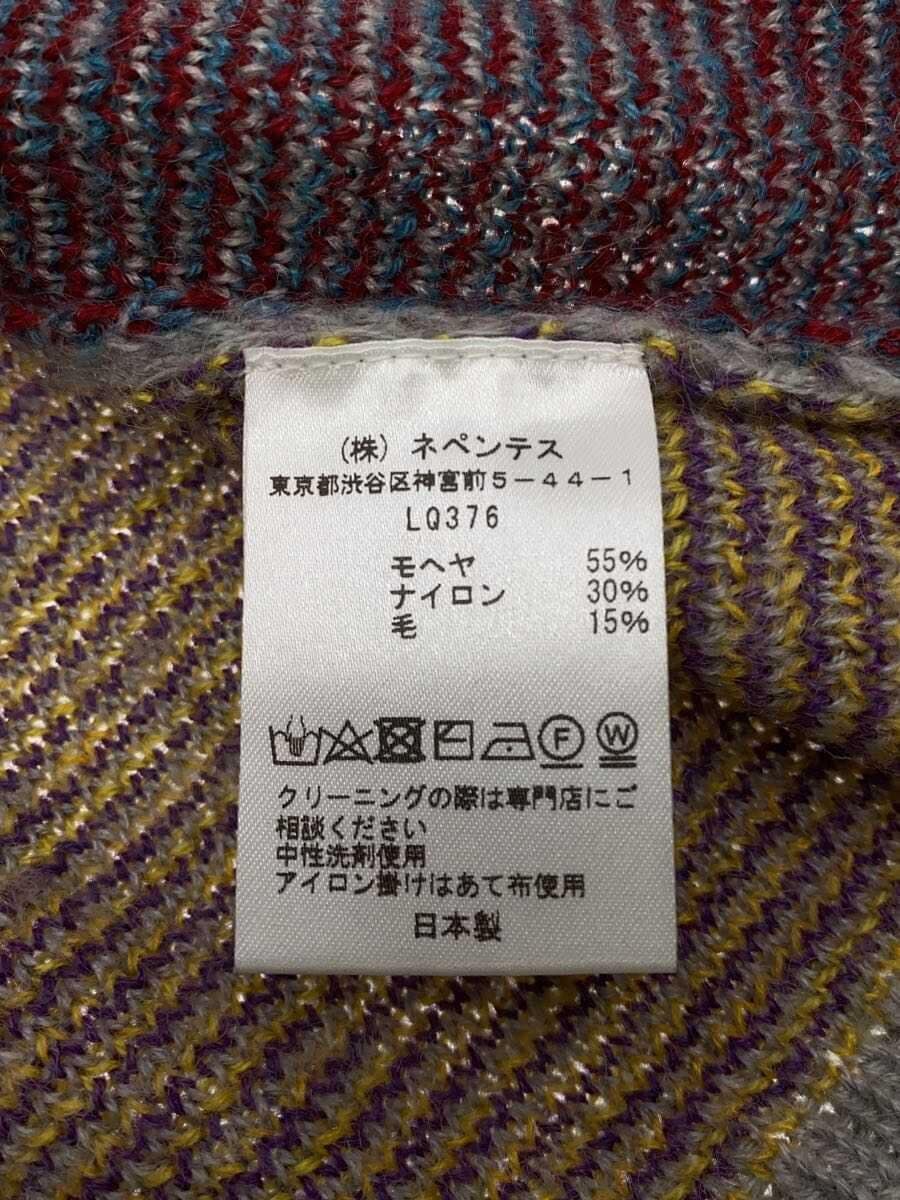 (株) ネペンテス
東京都渋谷区神宮前5-44-1
LQ376
モヘヤ 55%
ナイロン 30%
毛 15%
F W
クリーニングの際は専門店にご
相談ください
中性洗剤使用
アイロン掛けはあて布使用
日本製